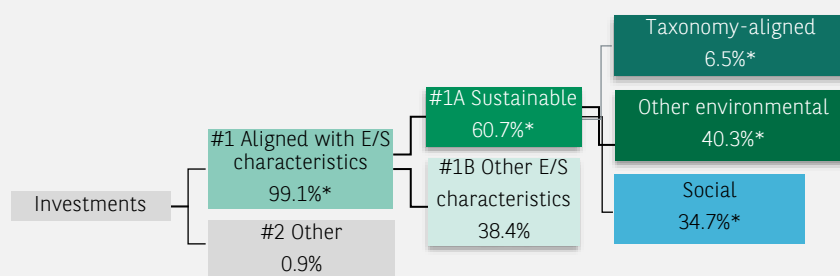 Investments
#1 Aligned with E/S
characteristics
99.1%*
#2 Other
0.9%
#1A Sustainable
60.7%*
#1B Other E/S
characteristics
38.4%
Taxonomy-aligned
6.5%*
Other environmental
40.3%*
Social
34.7%*